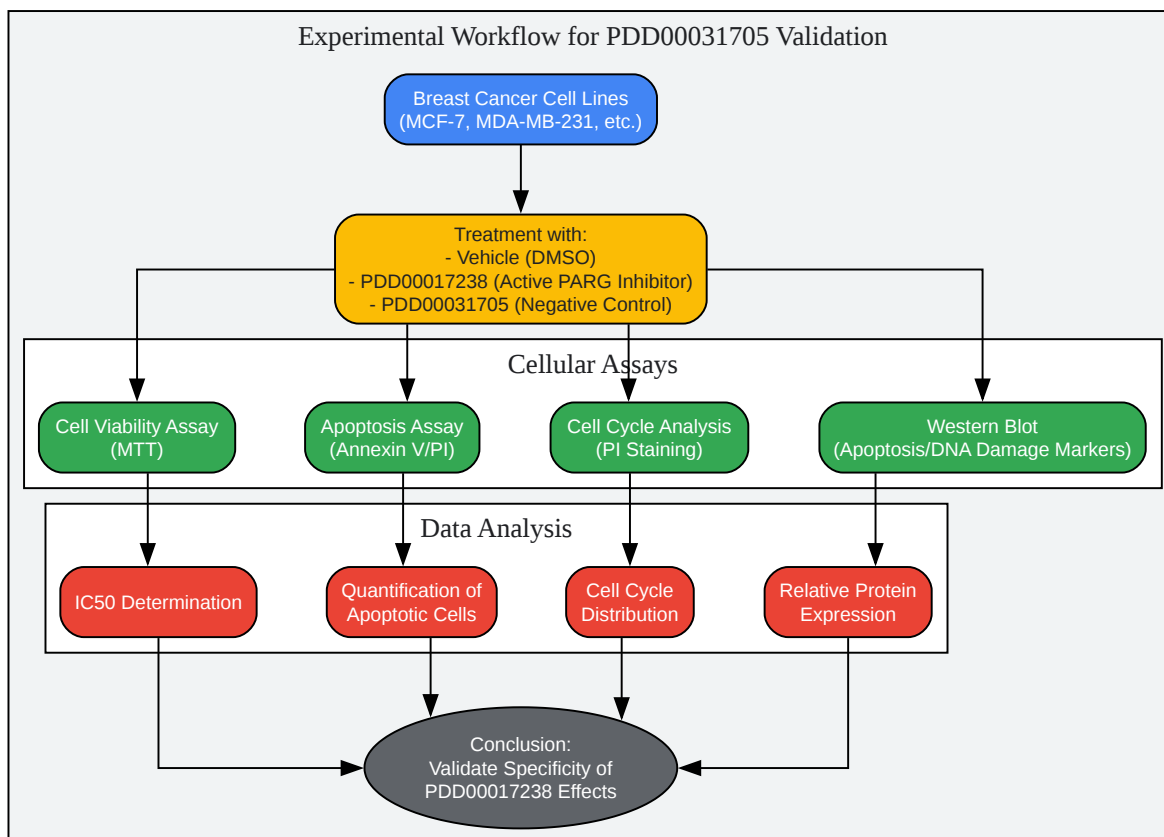 Experimental Workflow for PDD00031705 Validation
Breast Cancer Cell Lines
(MCF-7, MDA-MB-231, etc.)
Treatment with:
- Vehicle (DMSO)
- PDD00017238 (Active PARG Inhibitor)
- PDD00031705 (Negative Control)
Cellular Assays
Cell Viability Assay
(MTT)
Apoptosis Assay
(Annexin V/PI)
Cell Cycle Analysis
(PI Staining)
Western Blot
(Apoptosis/DNA Damage Markers)
Data Analysis
IC50 Determination
Quantification of
Apoptotic Cells
Cell Cycle
Distribution
Relative Protein
Expression
Conclusion:
Validate Specificity of
PDD00017238 Effects